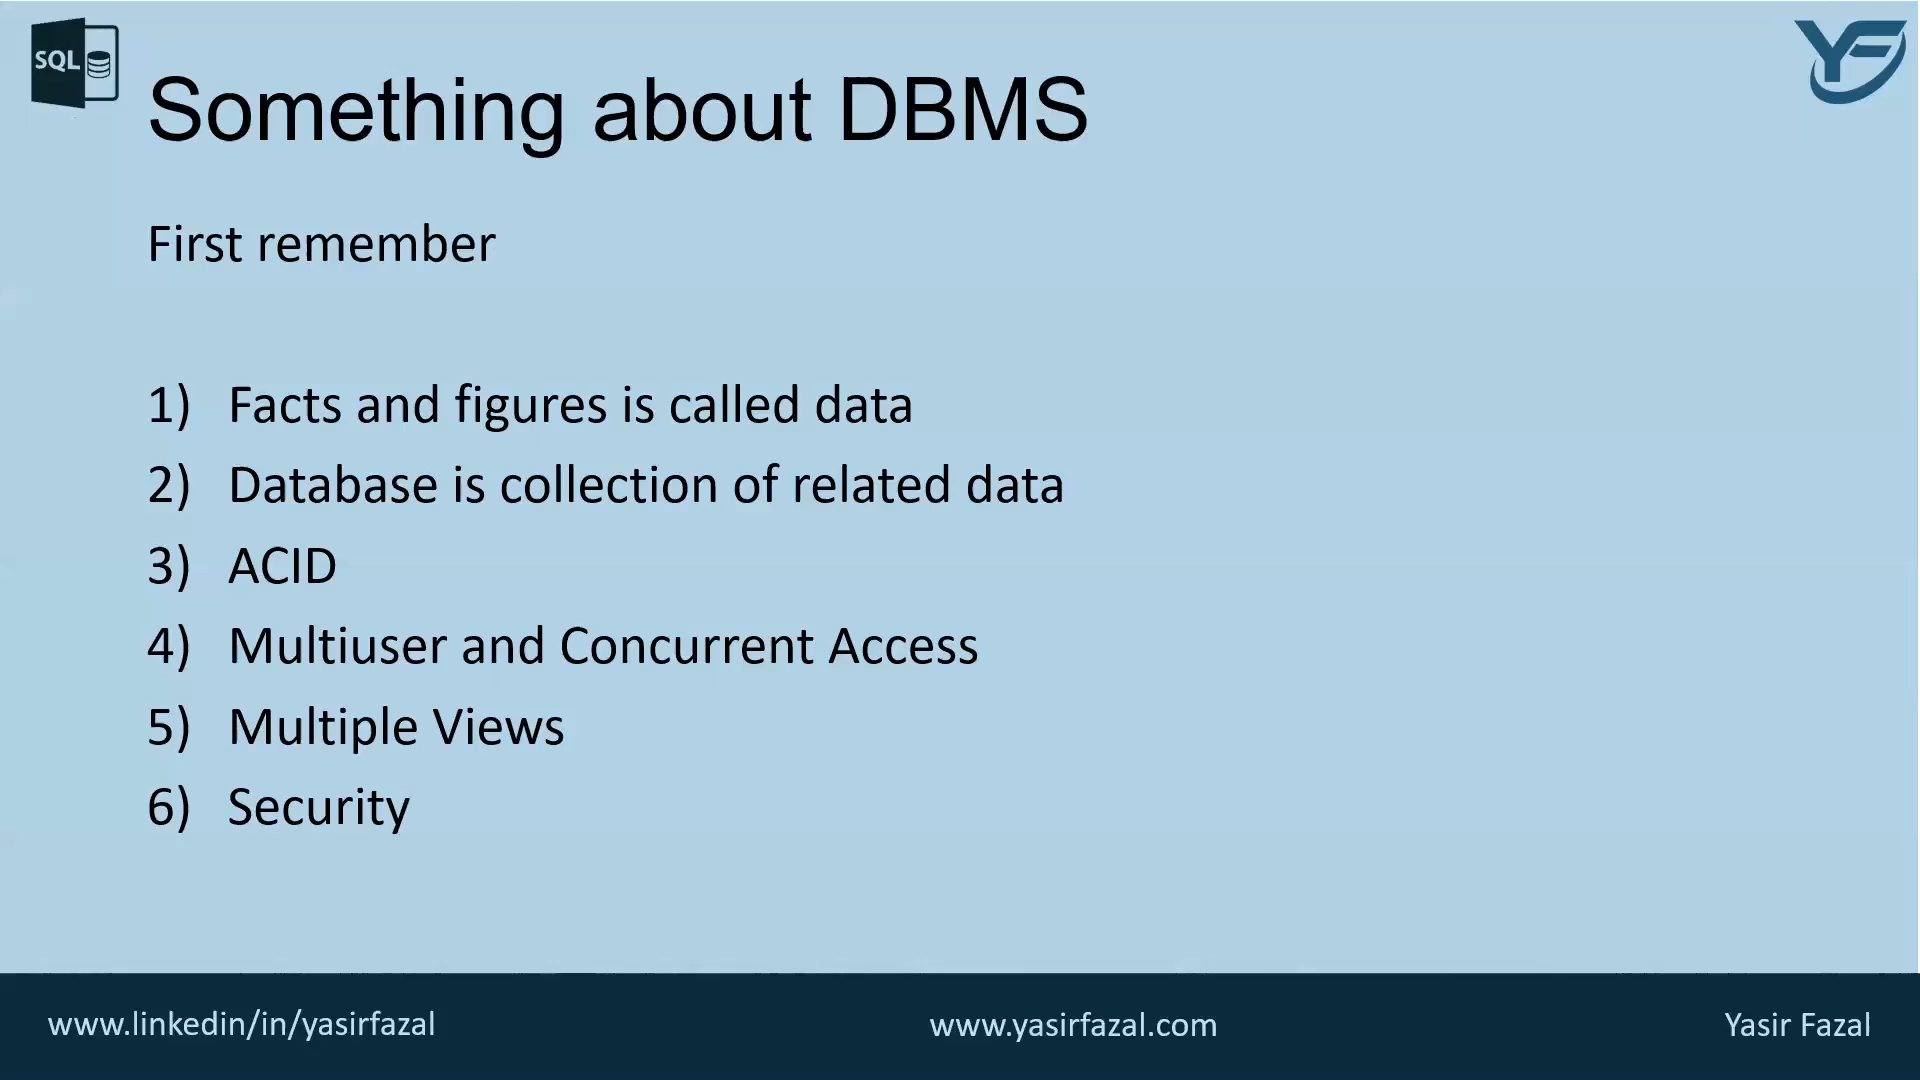 SQL
YF
Something about DBMS
First remember
1) Facts and figures is called data
2) Database is collection of related data
3) ACID
4) Multiuser and Concurrent Access
5) Multiple Views
6) Security
www.linkedin/in/yasirfazal
www.yasirfazal.com
Yasir Fazal